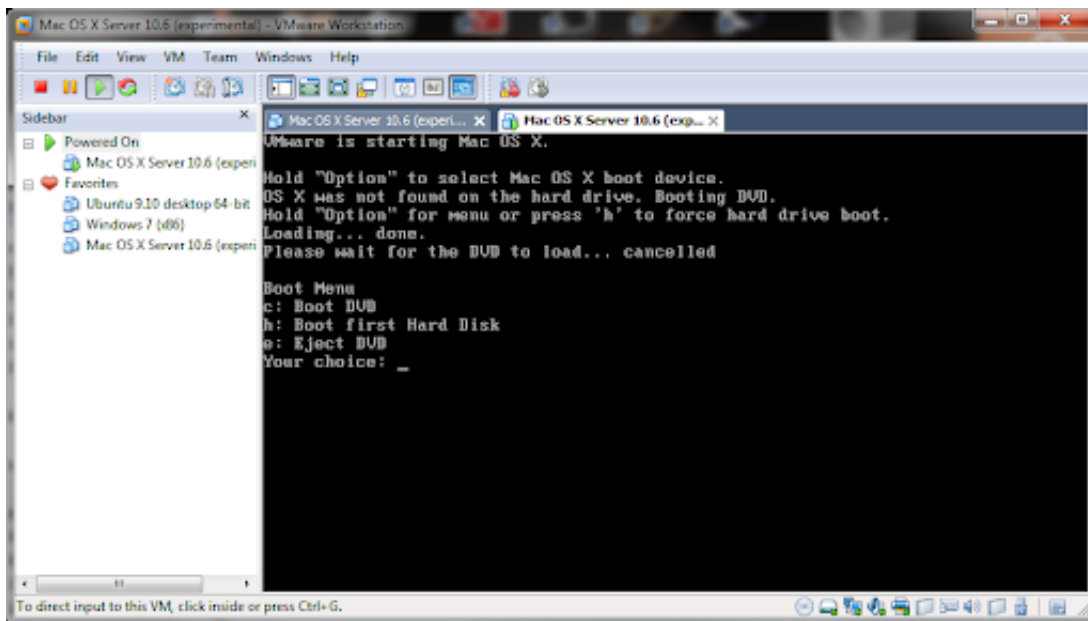 Mac OS X Server 10.6 (experimental) - VMware Workstation
File Edit View VM Team Windows Help
Sidebar
Mac OS X Server 10.6 (experi...
Mac OS X Server 10.6 (exp...
Powered On
Mac OS X Server 10.6 (experi
Favorites
Ubuntu 9.10 desktop 64-bit
Windows 7 (x86)
Mac OS X Server 10.6 (experi
VMware is starting Mac OS X.
Hold "Option" to select Mac OS X boot device.
OS X was not found on the hard drive. Booting DVD.
Hold "Option" for menu or press 'h' to force hard drive boot.
Loading... done.
Please wait for the DVD to load... cancelled
Boot Menu
c: Boot DVD
h: Boot first Hard Disk
e: Eject DVD
Your choice: _
To direct input to this VM, click inside or press Ctrl+G.